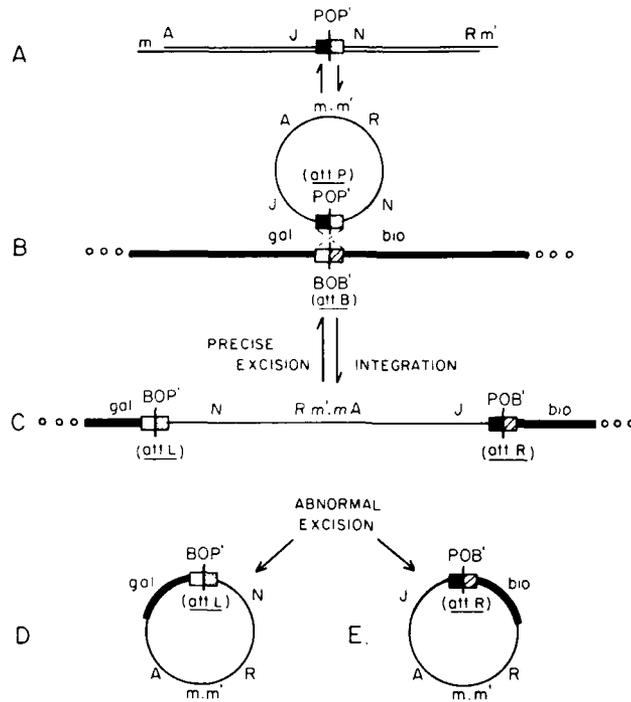 POP'
A
m A J N R m'
m.m'
A R
(att P)
J POP' N
gal bio
B
BOB'
(att B)
PRECISE
EXCISION INTEGRATION
gal BOP' N R m'.m A J POB' bio
C
(att L) (att R)
ABNORMAL
EXCISION
BOP' POB'
gal N J bio
(att L) (att R)
D E.
A R A R
m.m' m.m'